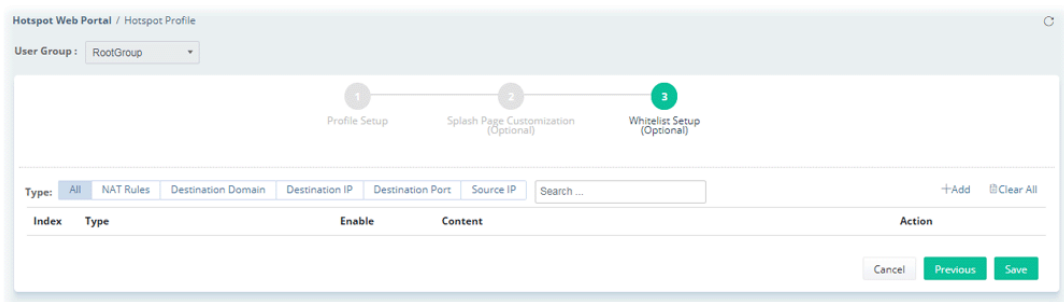 Hotspot Web Portal / Hotspot Profile
User Group : RootGroup
1 2 3
Profile Setup Splash Page Customization Whitelist Setup
(Optional) (Optional)
Type: All NAT Rules Destination Domain Destination IP Destination Port Source IP Search ... +Add Clear All
Index Type Enable Content Action
Cancel Previous Save